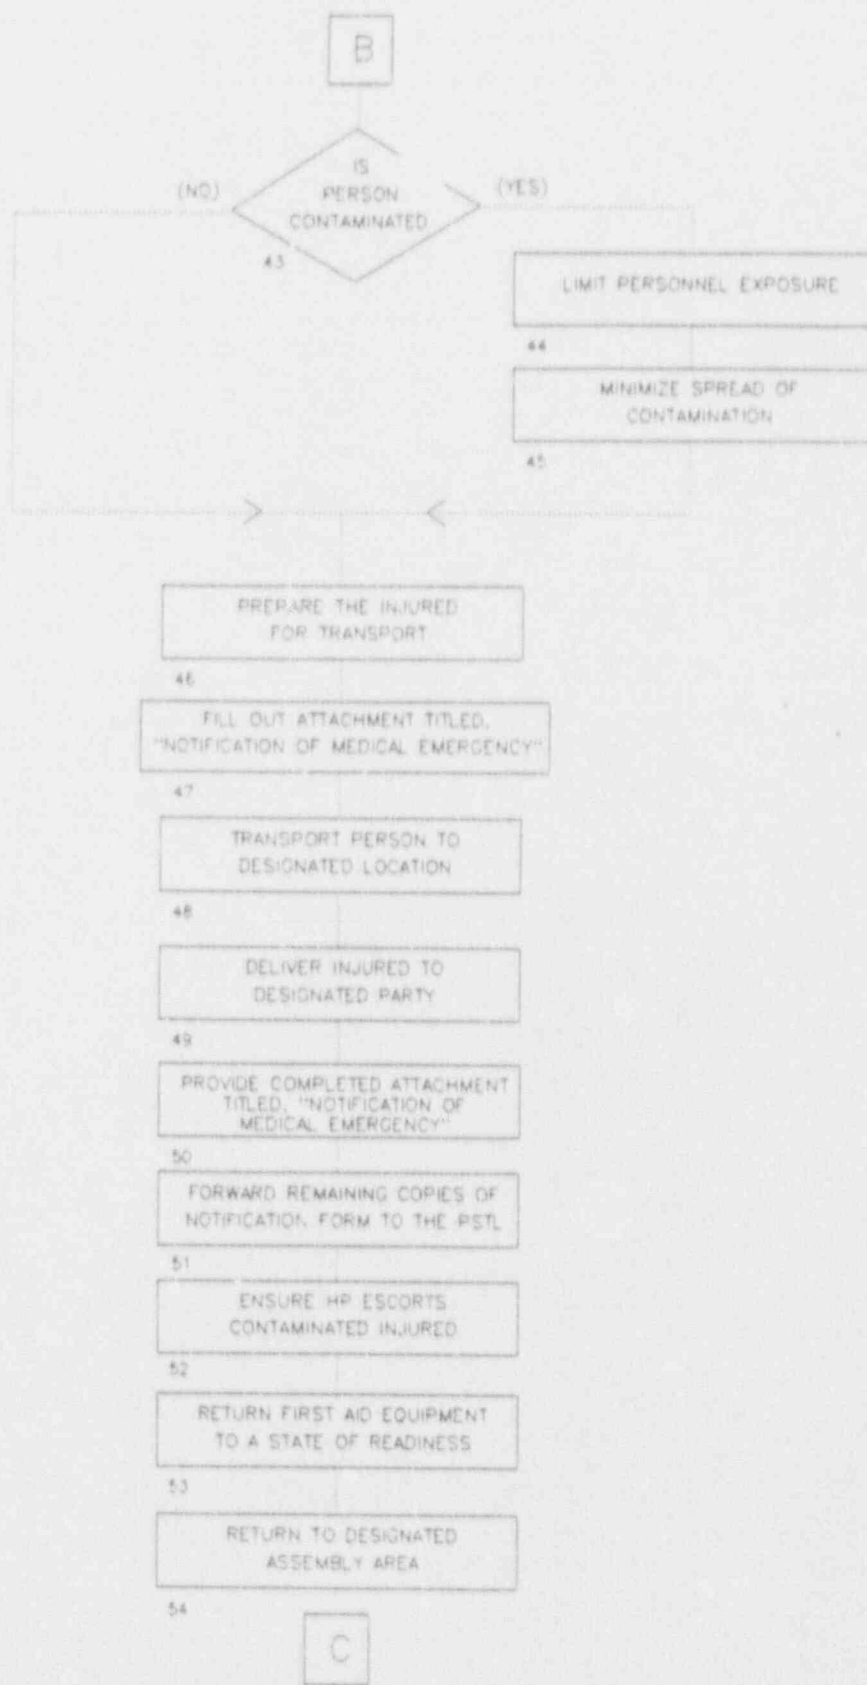 B
IS
PERSON
CONTAMINATED
(NO)
(YES)
43
LIMIT PERSONNEL EXPOSURE
44
MINIMIZE SPREAD OF
CONTAMINATION
45
PREPARE THE INJURED
FOR TRANSPORT
46
FILL OUT ATTACHMENT TITLED,
"NOTIFICATION OF MEDICAL EMERGENCY"
47
TRANSPORT PERSON TO
DESIGNATED LOCATION
48
DELIVER INJURED TO
DESIGNATED PARTY
49
PROVIDE COMPLETED ATTACHMENT
TITLED, "NOTIFICATION OF
MEDICAL EMERGENCY"
50
FORWARD REMAINING COPIES OF
NOTIFICATION FORM TO THE PSTL
51
ENSURE HP ESCORTS
CONTAMINATED INJURED
52
RETURN FIRST AID EQUIPMENT
TO A STATE OF READINESS
53
RETURN TO DESIGNATED
ASSEMBLY AREA
54
C